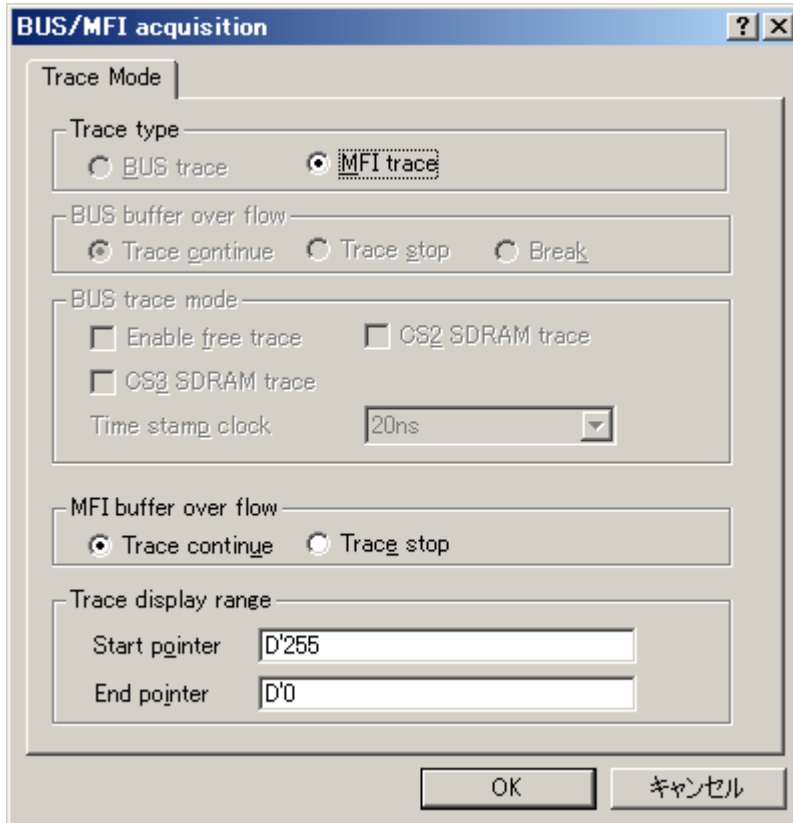 BUS/MFI acquisition
Trace Mode
Trace type
BUS trace MFI trace
BUS buffer over flow
Trace continue Trace stop Break
BUS trace mode
Enable free trace CS2 SDRAM trace
CS3 SDRAM trace
Time stamp clock 20ns
MFI buffer over flow
Trace continue Trace stop
Trace display range
Start pointer D'255
End pointer D'0
OK キャンセル